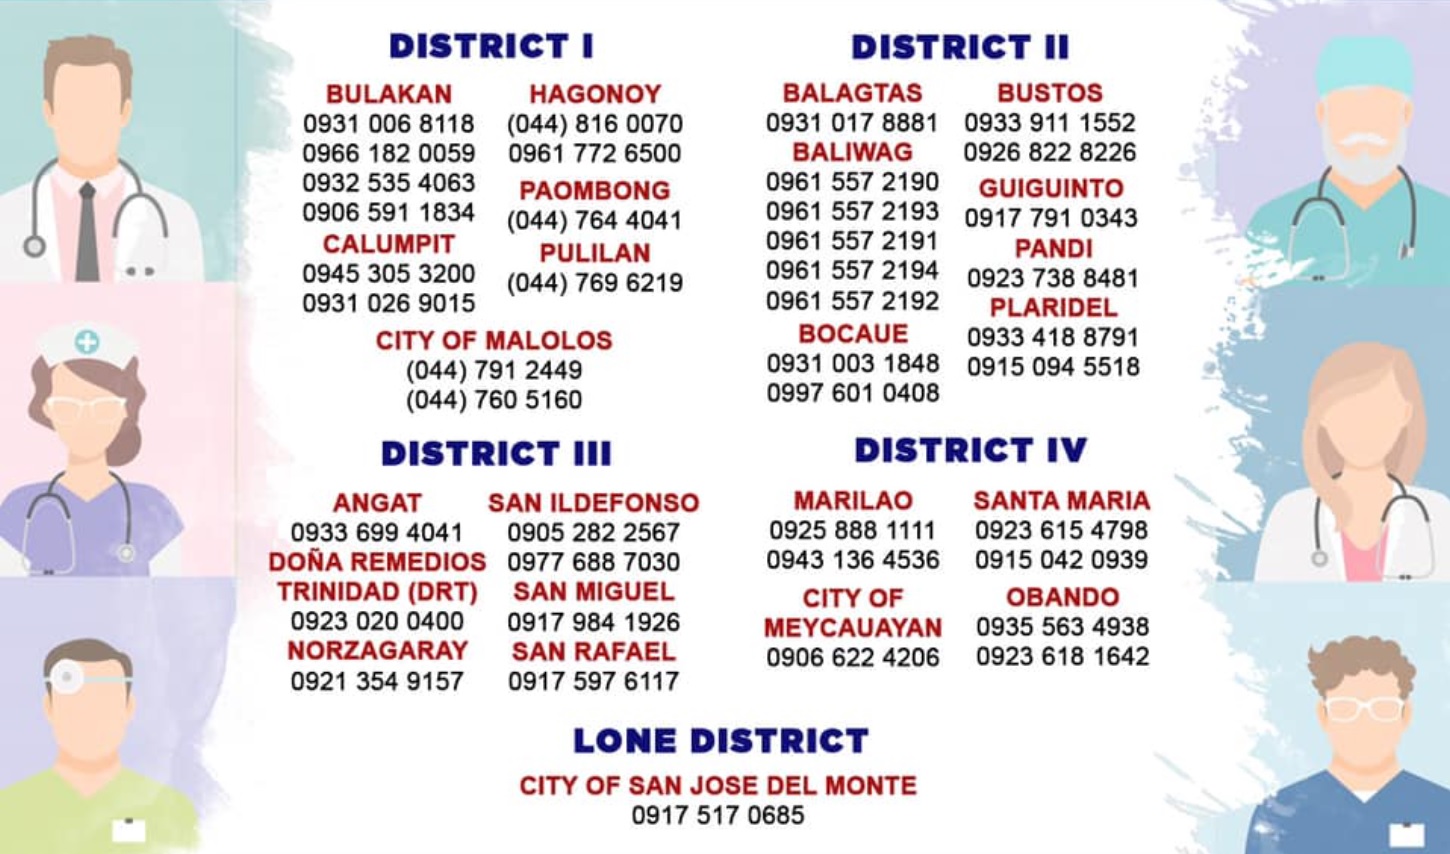 DISTRICT I
BULAKAN
0931 006 8118
0966 182 0059
0932 535 4063
0906 591 1834
CALUMPIT
0945 305 3200
0931 026 9015
HAGONOY
(044) 816 0070
0961 772 6500
PAOMBONG
(044) 764 4041
PULILAN
(044) 769 6219
CITY OF MALOLOS
(044) 791 2449
(044) 760 5160
DISTRICT II
BALAGTAS
0931 017 8881
BALIWAG
0961 557 2190
0961 557 2193
0961 557 2191
0961 557 2194
0961 557 2192
BOCAUE
0931 003 1848
0997 601 0408
BUSTOS
0933 911 1552
0926 822 8226
GUIGUINTO
0917 791 0343
PANDI
0923 738 8481
PLARIDEL
0933 418 8791
0915 094 5518
DISTRICT III
ANGAT
0933 699 4041
DOÑA REMEDIOS
TRINIDAD (DRT)
0923 020 0400
NORZAGARAY
0921 354 9157
SAN ILDEFONSO
0905 282 2567
0977 688 7030
SAN MIGUEL
0917 984 1926
SAN RAFAEL
0917 597 6117
DISTRICT IV
MARILAO
0925 888 1111
0943 136 4536
CITY OF
MEYCAUAYAN
0906 622 4206
SANTA MARIA
0923 615 4798
0915 042 0939
OBANDO
0935 563 4938
0923 618 1642
LONE DISTRICT
CITY OF SAN JOSE DEL MONTE
0917 517 0685